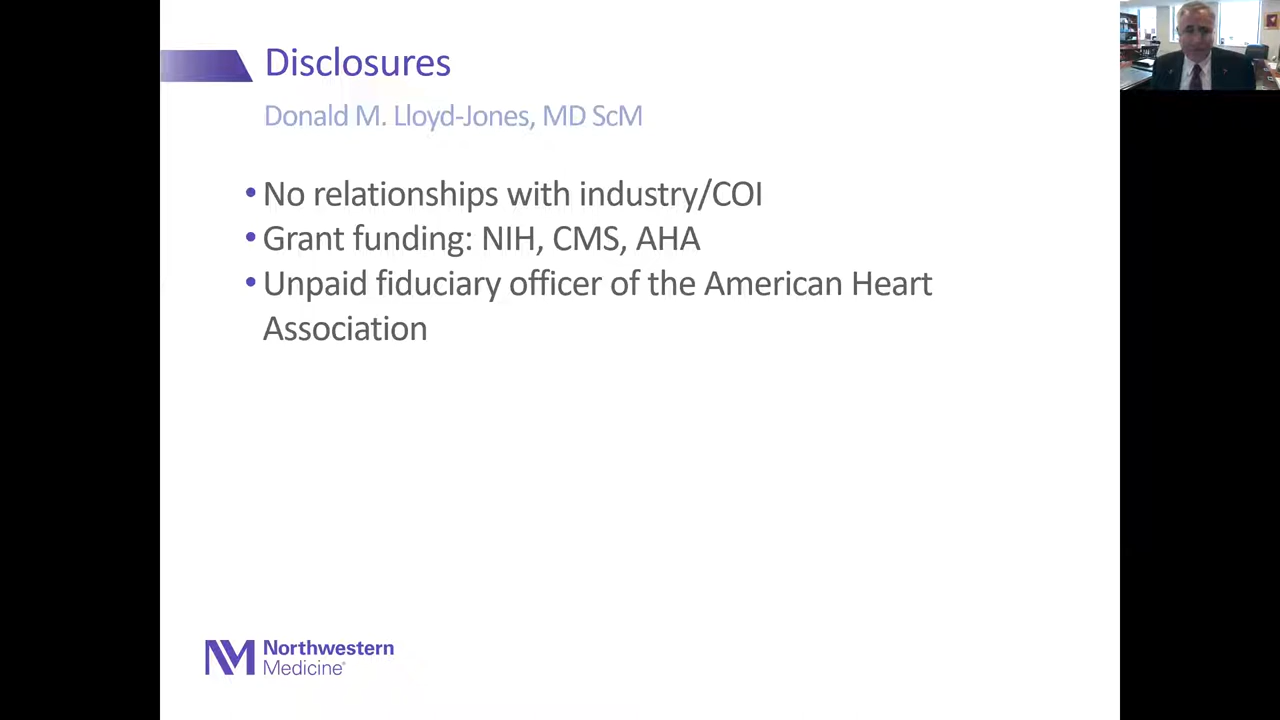 Disclosures
Donald M. Lloyd-Jones, MD ScM
• No relationships with industry/COI
• Grant funding: NIH, CMS, AHA
• Unpaid fiduciary officer of the American Heart
Association
NM Northwestern
Medicine®